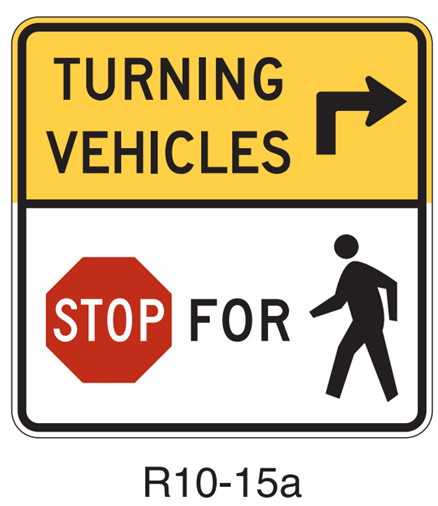 TURNING
VEHICLES
STOP FOR
R10-15a